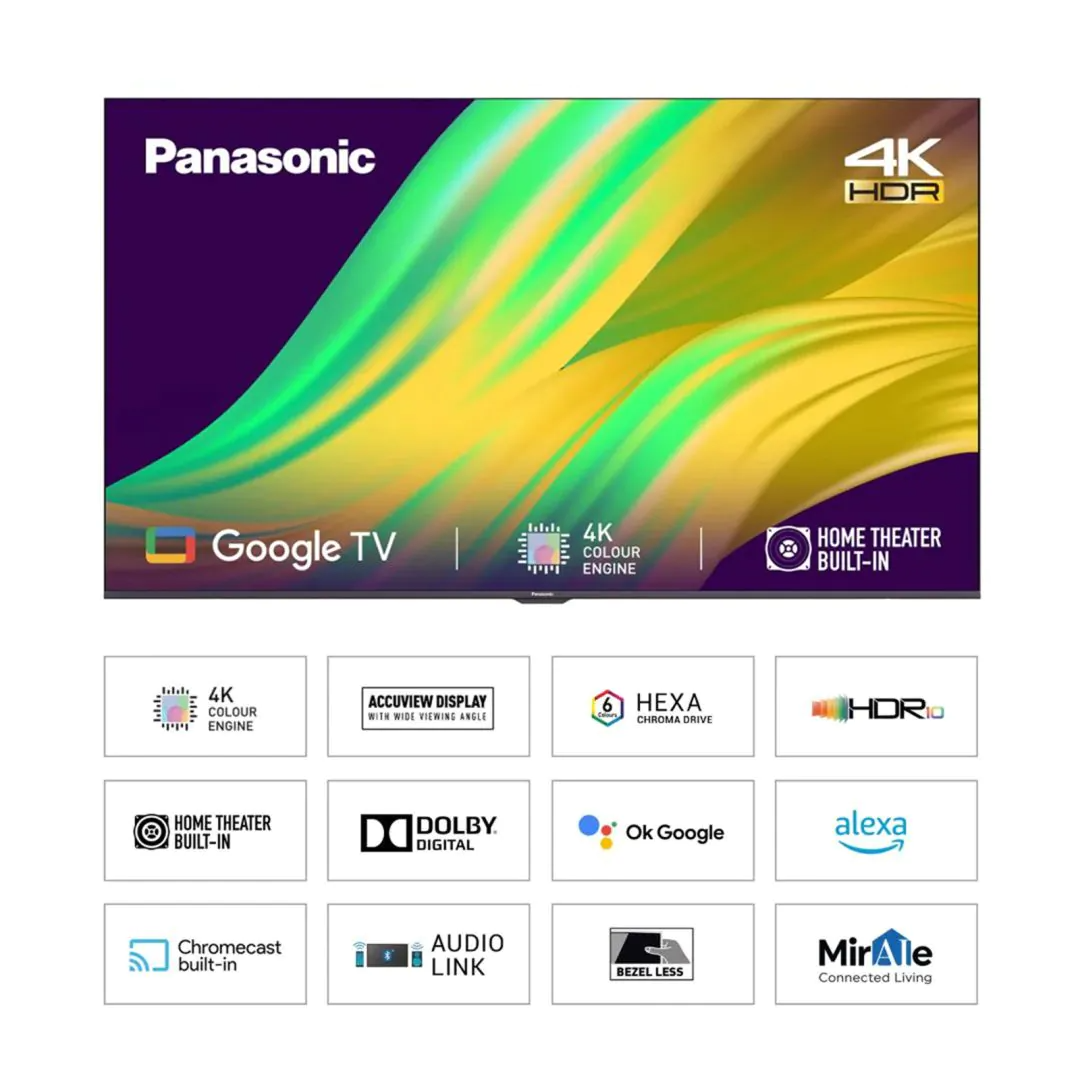 Panasonic
4K
HDR
Google TV
4K
COLOUR
ENGINE
HOME THEATER
BUILT-IN
Panasonic
4K
COLOUR
ENGINE
ACCUVIEW DISPLAY
WITH WIDE VIEWING ANGLE
6
Colours
HEXA
CHROMA DRIVE
HDR10
HOME THEATER
BUILT-IN
DOLBY
DIGITAL
Ok Google
alexa
Chromecast
built-in
AUDIO
LINK
BEZEL LESS
MirAIe
Connected Living